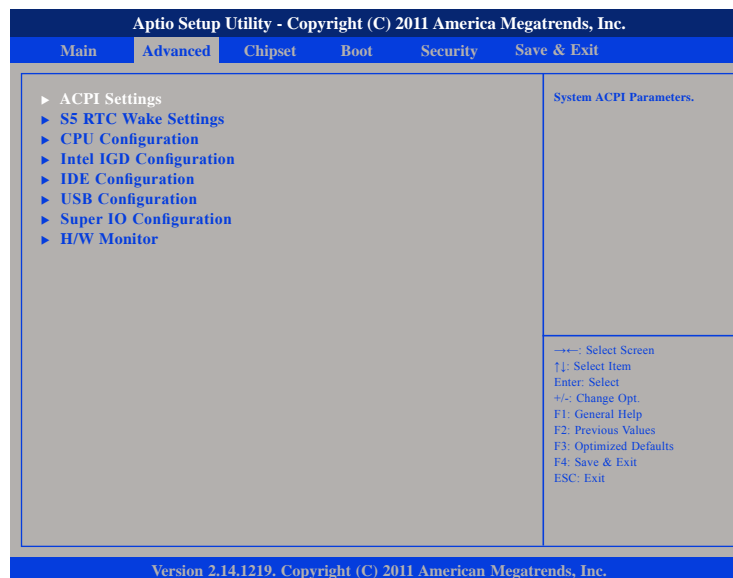 Aptio Setup Utility - Copyright (C) 2011 America Megatrends, Inc.
Main Advanced Chipset Boot Security Save & Exit
► ACPI Settings
► S5 RTC Wake Settings
► CPU Configuration
► Intel IGD Configuration
► IDE Configuration
► USB Configuration
► Super IO Configuration
► H/W Monitor
System ACPI Parameters.
→←: Select Screen
↑↓: Select Item
Enter: Select
+/-: Change Opt.
F1: General Help
F2: Previous Values
F3: Optimized Defaults
F4: Save & Exit
ESC: Exit
Version 2.14.1219. Copyright (C) 2011 American Megatrends, Inc.